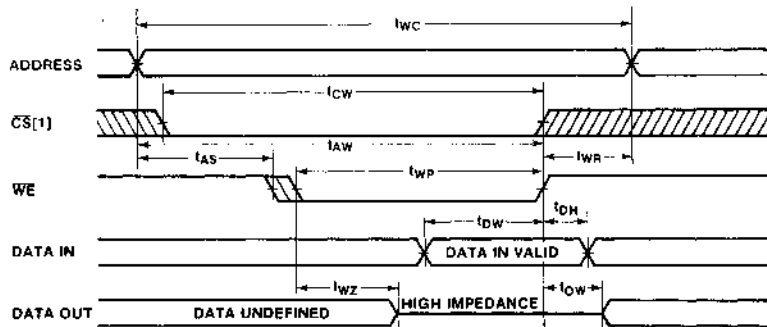 tWC
ADDRESS
tCW
CS[1]
tAW
tAS
tWR
tWP
WE
tDW
tDH
DATA IN
DATA IN VALID
tWZ
tOW
DATA OUT
DATA UNDEFINED
HIGH IMPEDANCE